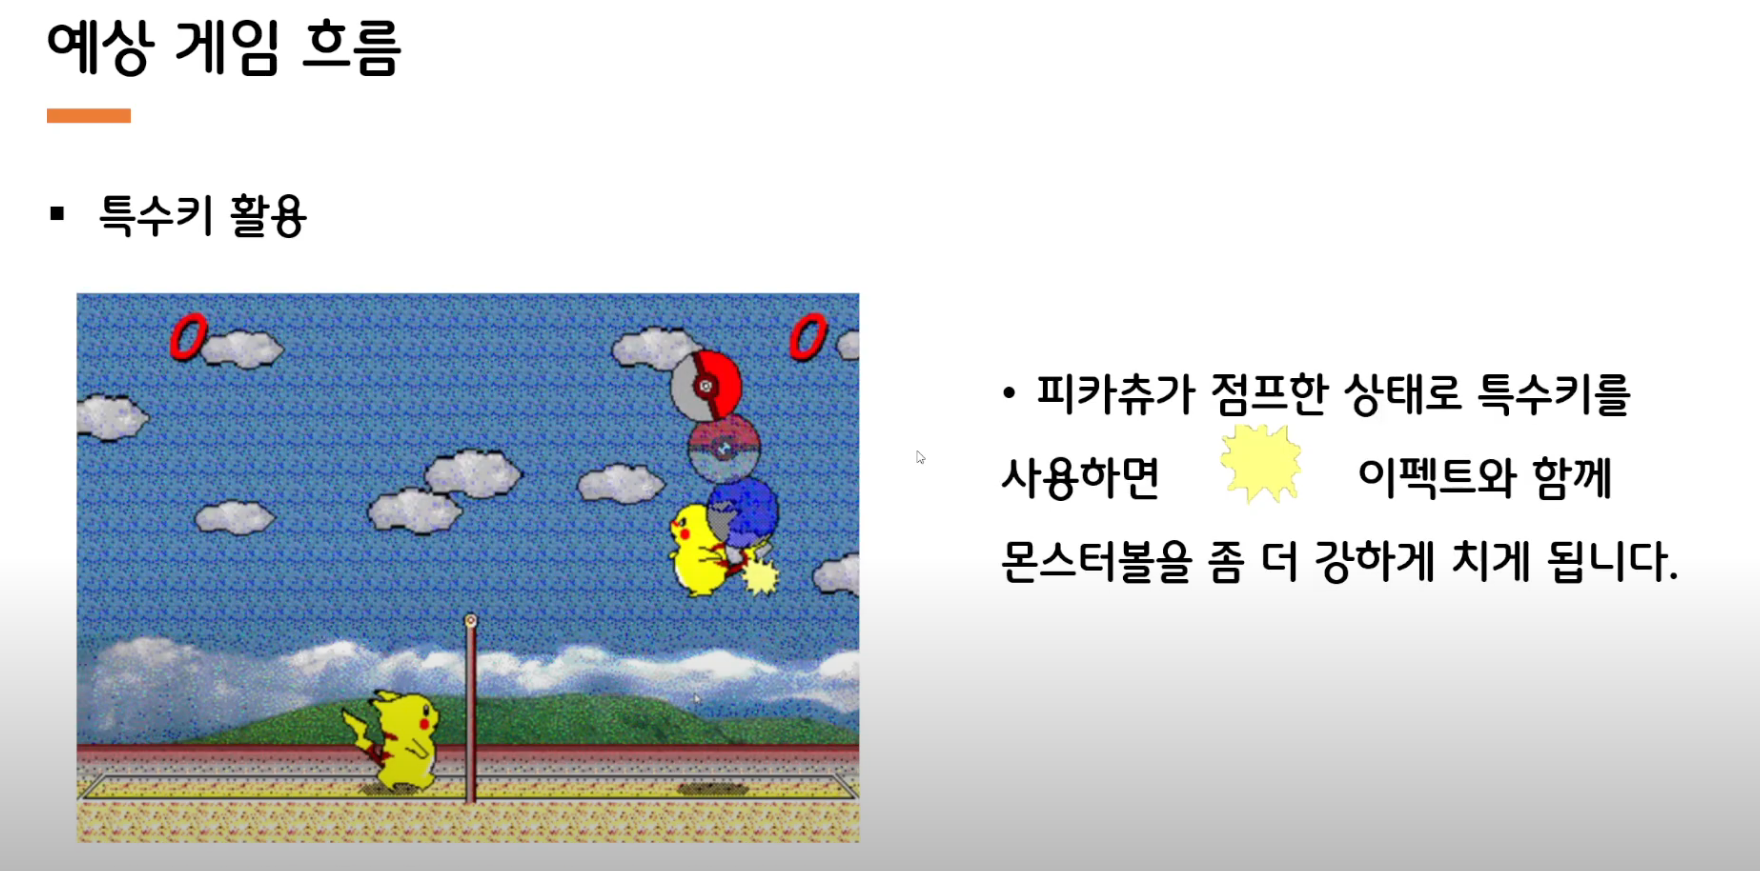 예상 게임 흐름
▪ 특수키 활용
0
0
• 피카츄가 점프한 상태로 특수키를
사용하면 이펙트와 함께
몬스터볼을 좀 더 강하게 치게 됩니다.